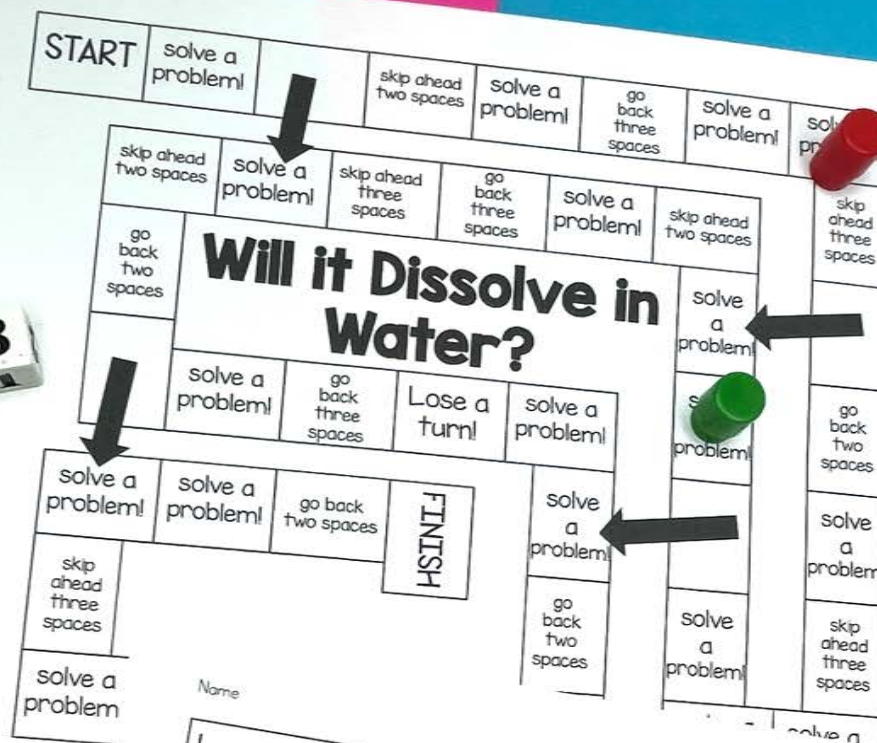 START
solve a
problem!
skip ahead
two spaces
solve a
problem!
go
back
three
spaces
solve a
problem!
skip ahead
two spaces
solve a
problem!
skip ahead
three
spaces
go
back
three
spaces
solve a
problem!
skip ahead
two spaces
skip
ahead
three
spaces
go
back
two
spaces
Will it Dissolve in
Water?
solve
a
problem!
solve a
problem!
go
back
three
spaces
Lose a
turn!
solve a
problem!
problem!
go
back
two
spaces
solve a
problem!
solve a
problem!
go back
two spaces
FINISH
solve
a
problem!
solve
a
problem
skip
ahead
three
spaces
go
back
two
spaces
solve
a
problem!
skip
ahead
three
spaces
solve a
problem
Name
solve a